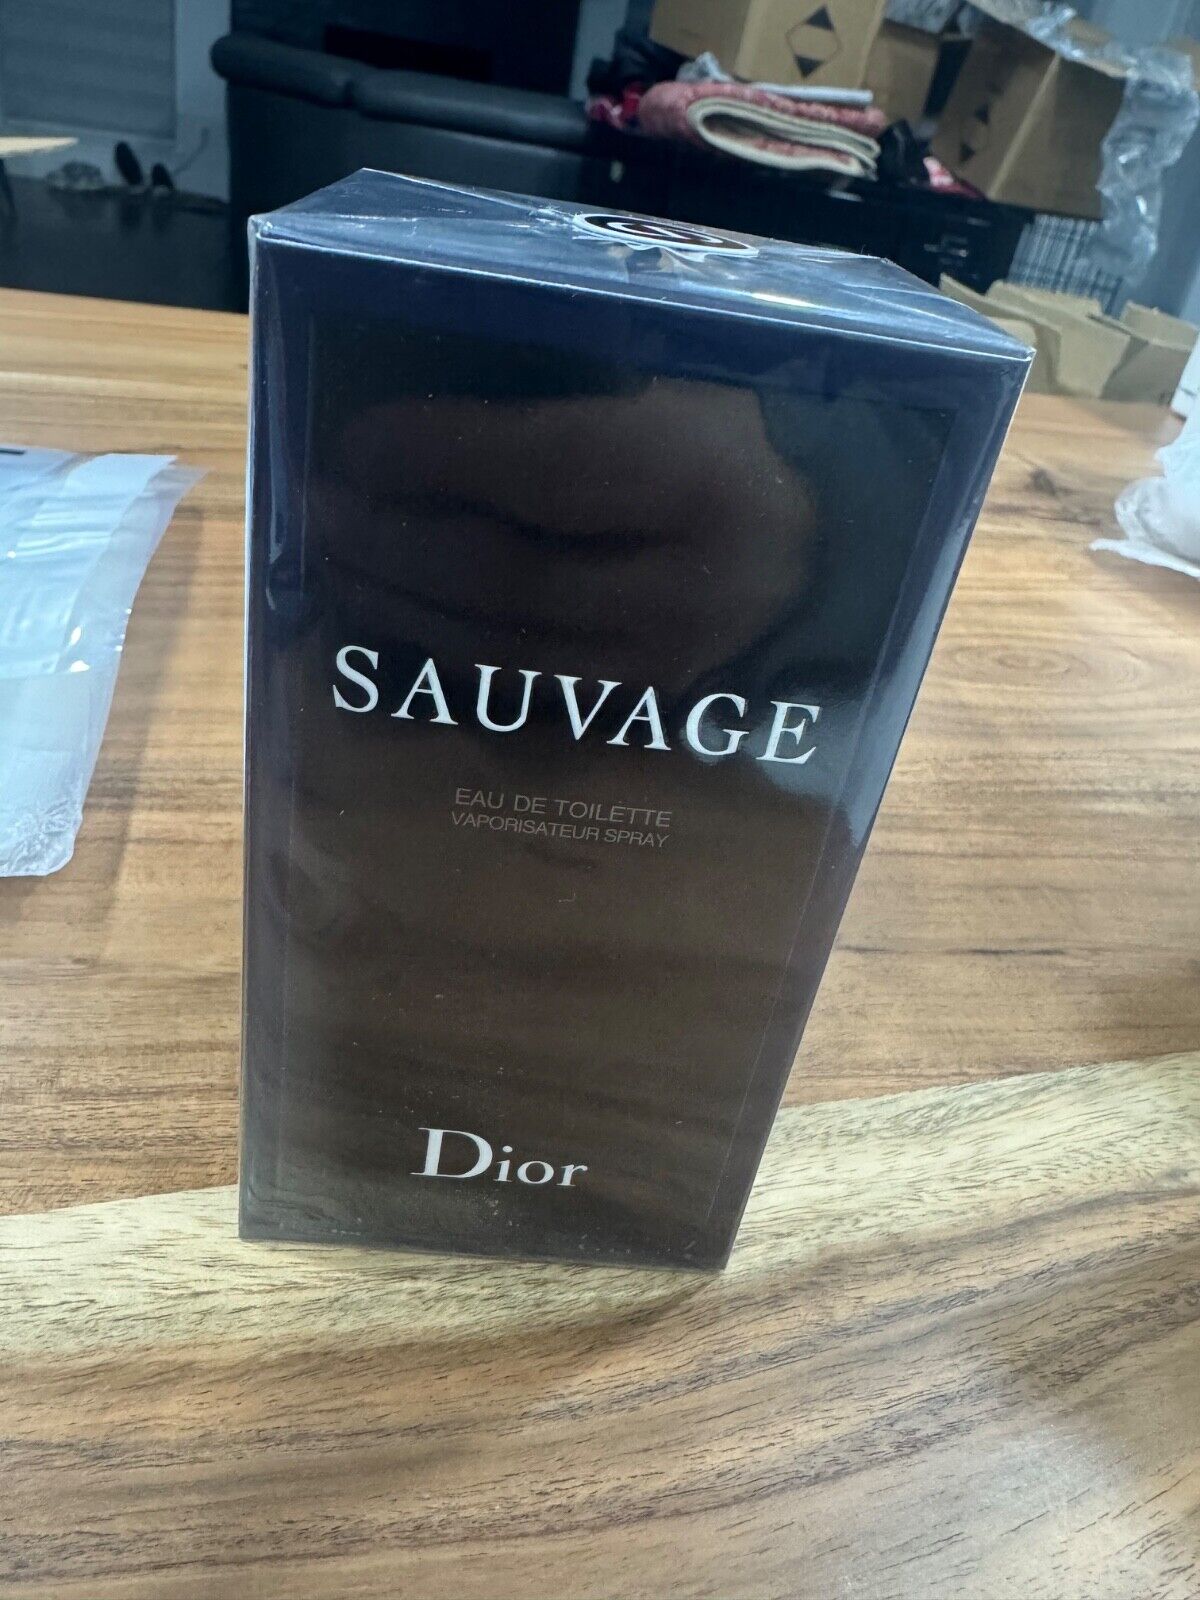 SAUVAGE
EAU DE TOILETTE
VAPORISATEUR SPRAY
Dior